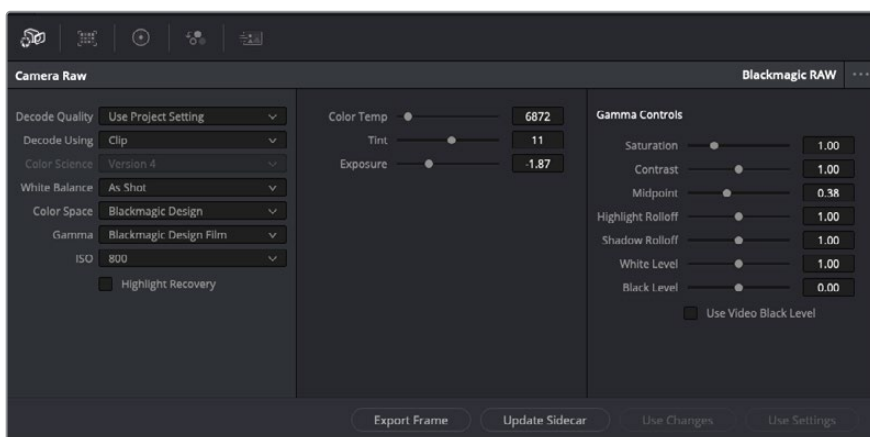 Camera Raw
Blackmagic RAW
Decode Quality Use Project Setting
Decode Using Clip
Color Science Version 4
White Balance As Shot
Color Space Blackmagic Design
Gamma Blackmagic Design Film
ISO 800
Highlight Recovery
Color Temp 6872
Tint 11
Exposure -1.87
Gamma Controls
Saturation 1.00
Contrast 1.00
Midpoint 0.38
Highlight Rolloff 1.00
Shadow Rolloff 1.00
White Level 1.00
Black Level 0.00
Use Video Black Level
Export Frame
Update Sidecar
Use Changes
Use Settings